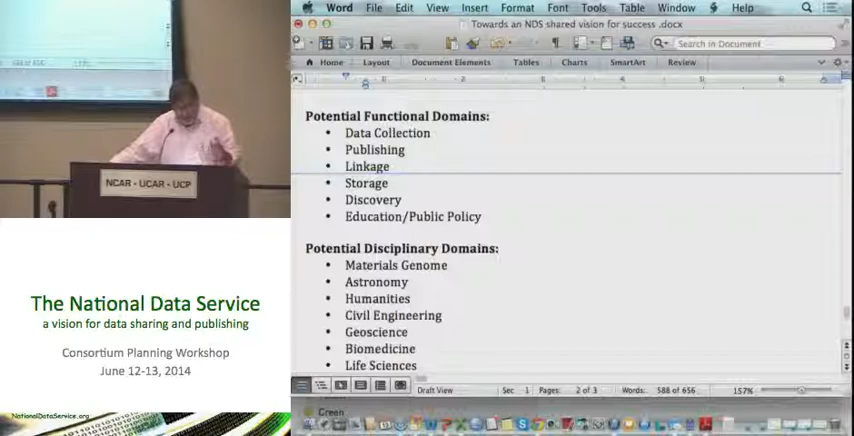 NCAR - UCAR - UCP
The National Data Service
a vision for data sharing and publishing
Consortium Planning Workshop
June 12-13, 2014
NationalDataService.org
Word File Edit View Insert Format Font Tools Table Window Help
Towards an NDS shared vision for success .docx
Search in Document
Home Layout Document Elements Tables Charts SmartArt Review
Potential Functional Domains:
• Data Collection
• Publishing
• Linkage
• Storage
• Discovery
• Education/Public Policy
Potential Disciplinary Domains:
• Materials Genome
• Astronomy
• Humanities
• Civil Engineering
• Geoscience
• Biomedicine
• Life Sciences
Draft View Sec 1 Pages: 2 of 3 Words: 588 of 656 157%
Green